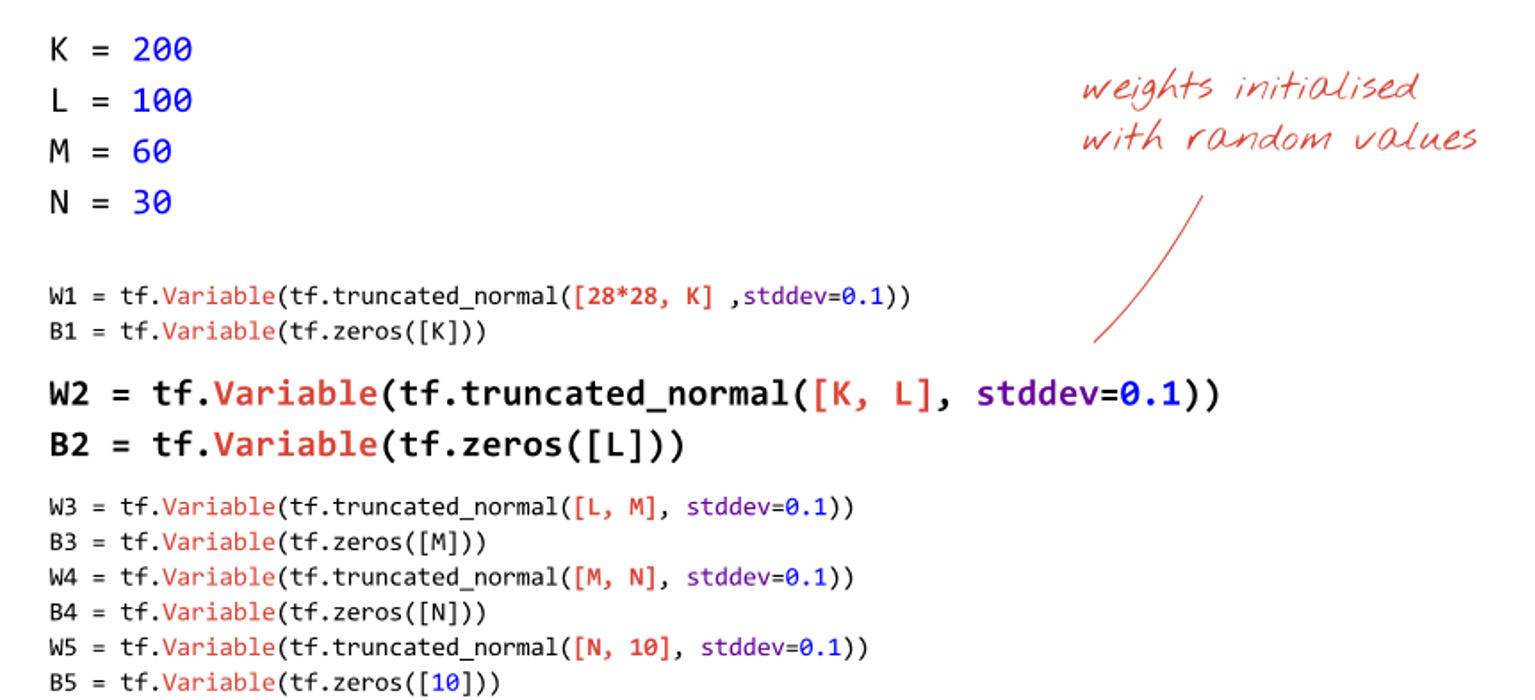 K = 200
L = 100
M = 60
N = 30
weights initialised
with random values
W1 = tf.Variable(tf.truncated_normal([28*28, K] ,stddev=0.1))
B1 = tf.Variable(tf.zeros([K]))
W2 = tf.Variable(tf.truncated_normal([K, L], stddev=0.1))
B2 = tf.Variable(tf.zeros([L]))
W3 = tf.Variable(tf.truncated_normal([L, M], stddev=0.1))
B3 = tf.Variable(tf.zeros([M]))
W4 = tf.Variable(tf.truncated_normal([M, N], stddev=0.1))
B4 = tf.Variable(tf.zeros([N]))
W5 = tf.Variable(tf.truncated_normal([N, 10], stddev=0.1))
B5 = tf.Variable(tf.zeros([10]))